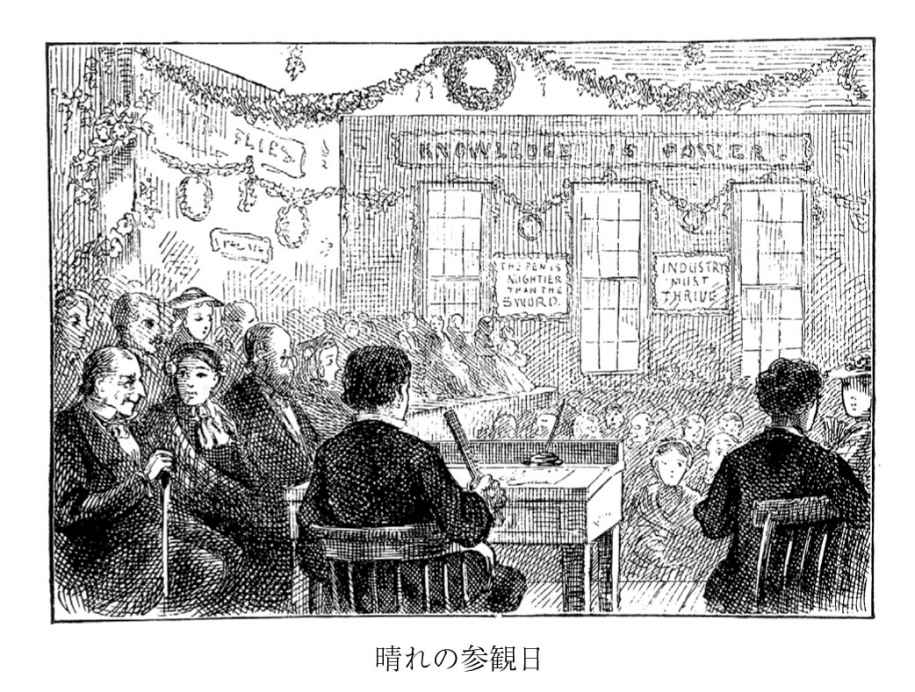 FLIES
KNOWLEDGE IS POWER.
THE PEN IS
MIGHTIER
THAN THE
SWORD.
INDUSTRY
MUST
THRIVE
晴れの参観日